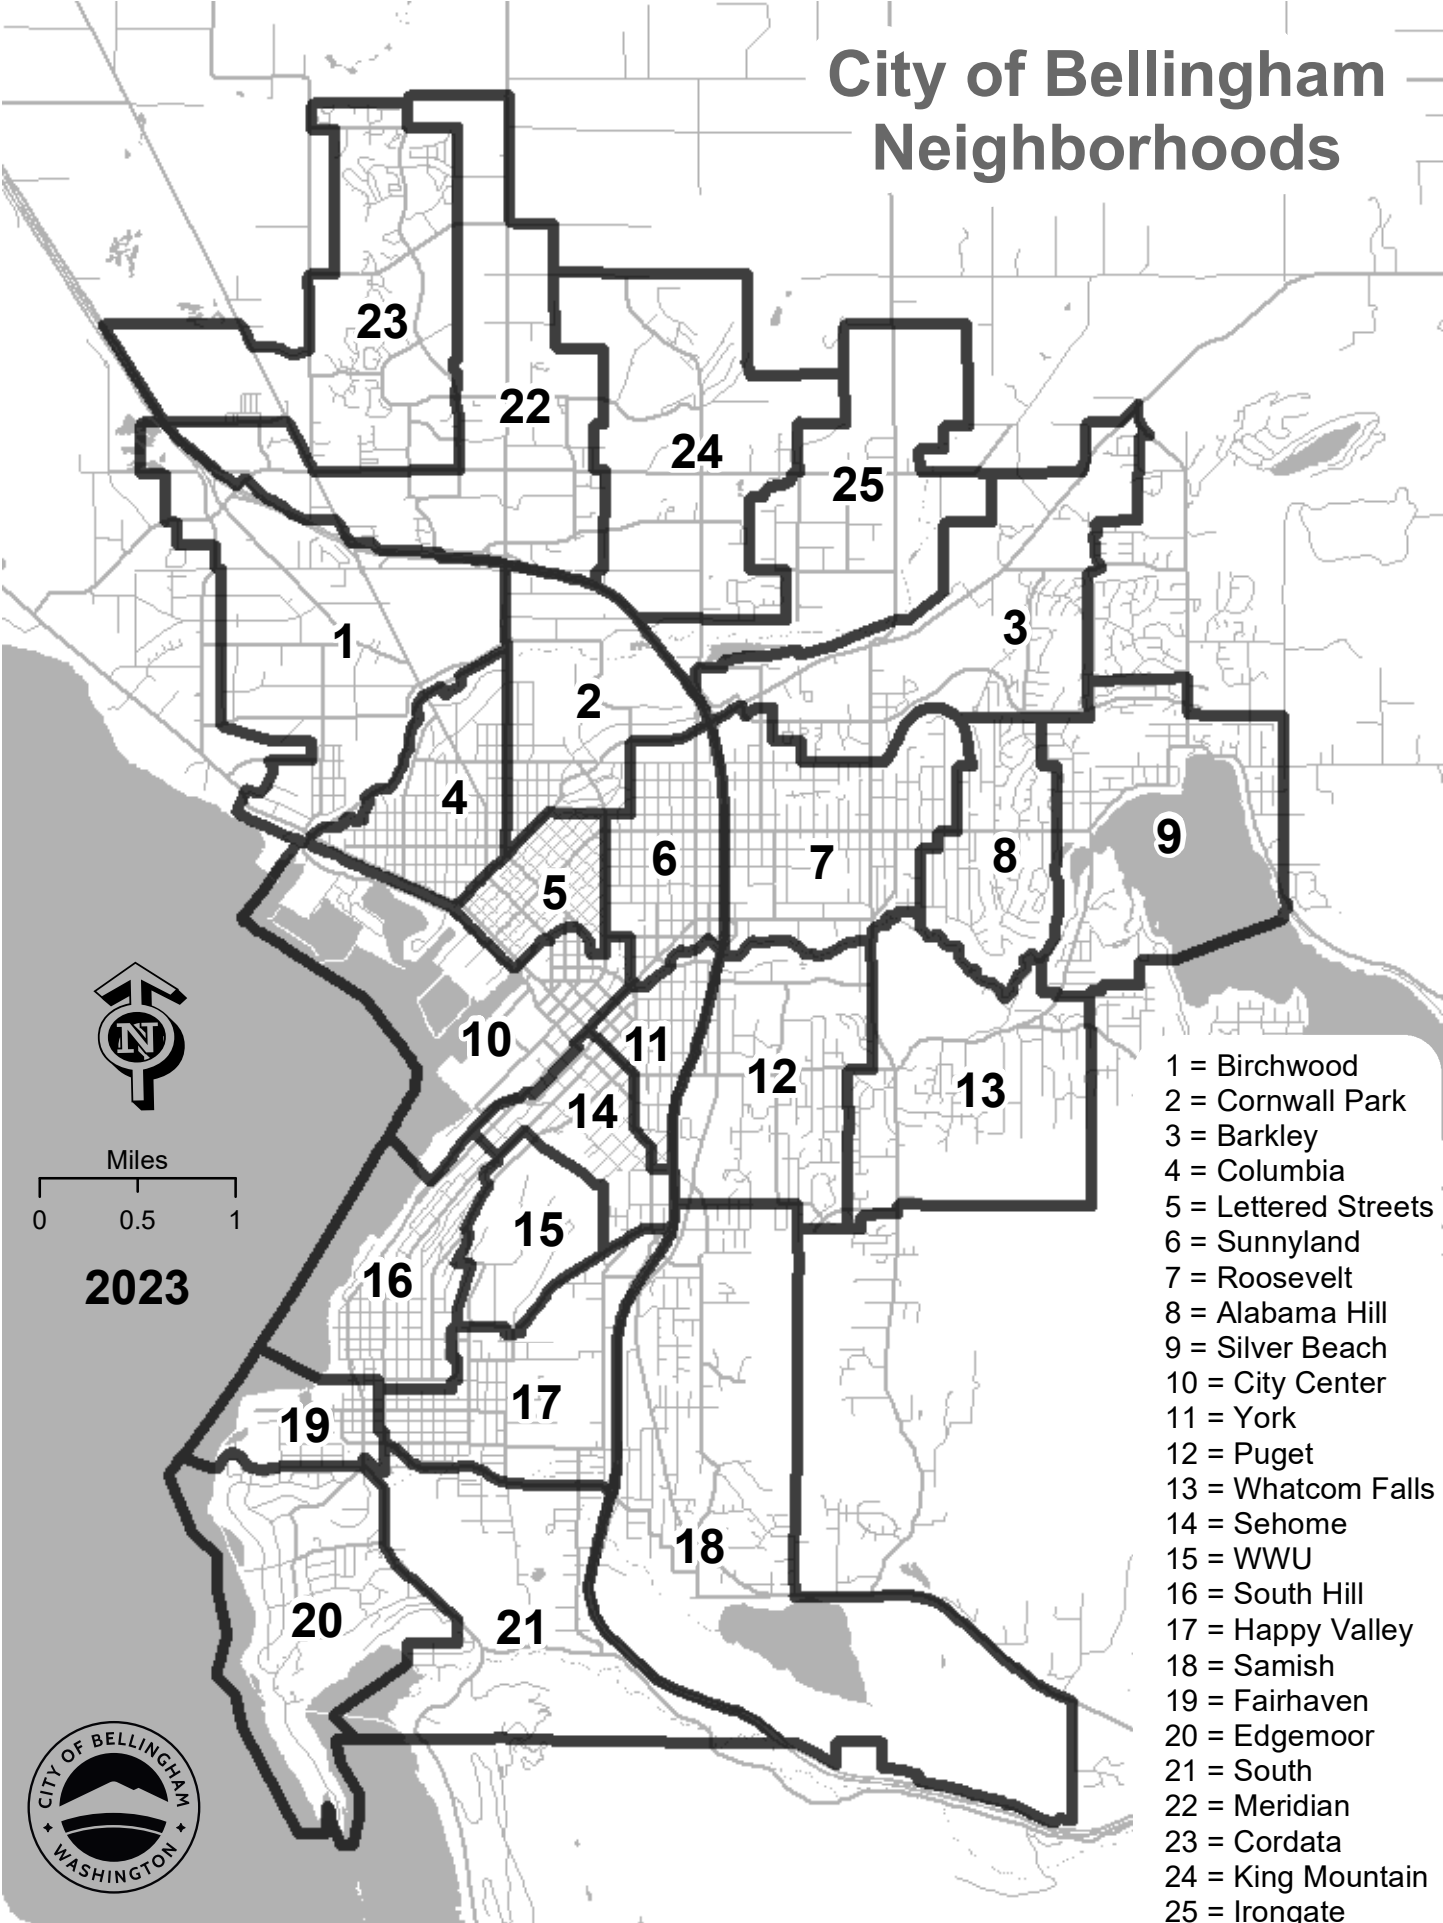 City of Bellingham
Neighborhoods
23
22
24
25
1
3
2
4
9
6
7
8
5
10
11
12
13
14
15
16
17
19
18
20
21
N
Miles
0 0.5 1
2023
1 = Birchwood
2 = Cornwall Park
3 = Barkley
4 = Columbia
5 = Lettered Streets
6 = Sunnyland
7 = Roosevelt
8 = Alabama Hill
9 = Silver Beach
10 = City Center
11 = York
12 = Puget
13 = Whatcom Falls
14 = Sehome
15 = WWU
16 = South Hill
17 = Happy Valley
18 = Samish
19 = Fairhaven
20 = Edgemoor
21 = South
22 = Meridian
23 = Cordata
24 = King Mountain
25 = Irongate
CITY OF BELLINGHAM
WASHINGTON